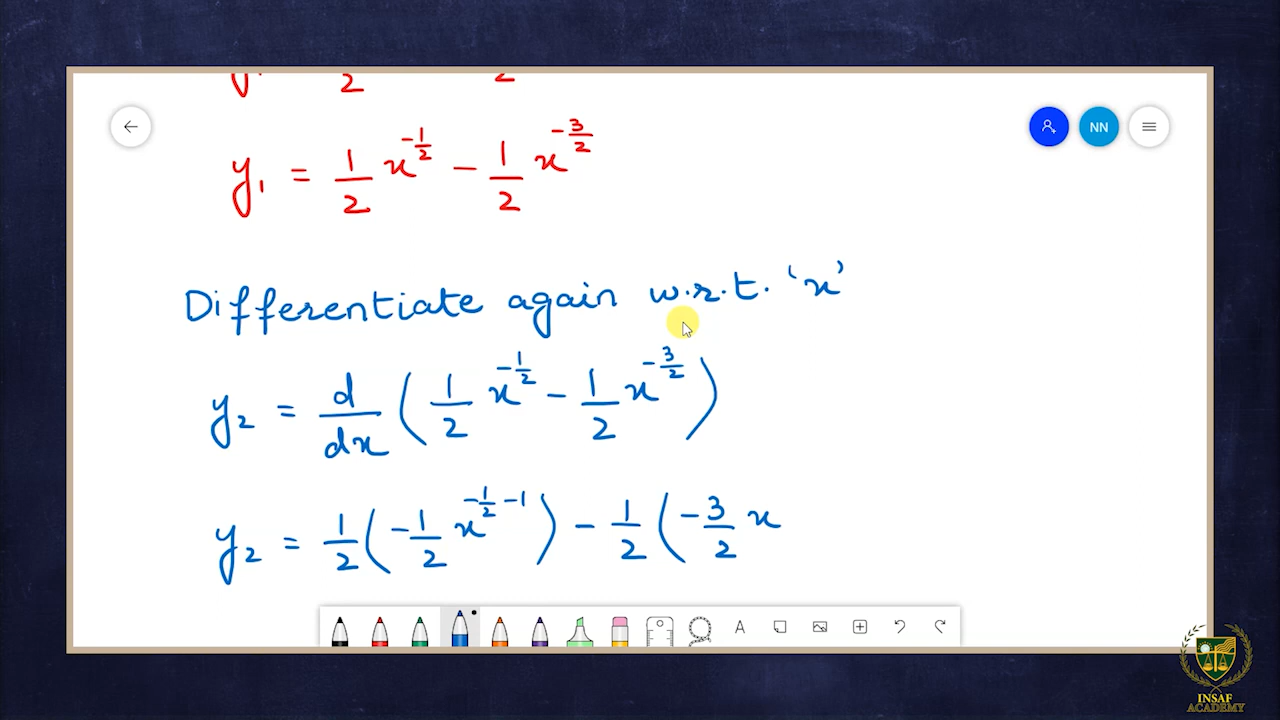 NN
y₁ = 1/2 x^(-1/2) - 1/2 x^(-3/2)
Differentiate again w.r.t. 'x'
y₂ = d/dx (1/2 x^(-1/2) - 1/2 x^(-3/2))
y₂ = 1/2 (-1/2 x^(-1/2 -1)) - 1/2 (-3/2 x
A
INSAF
ACADEMY